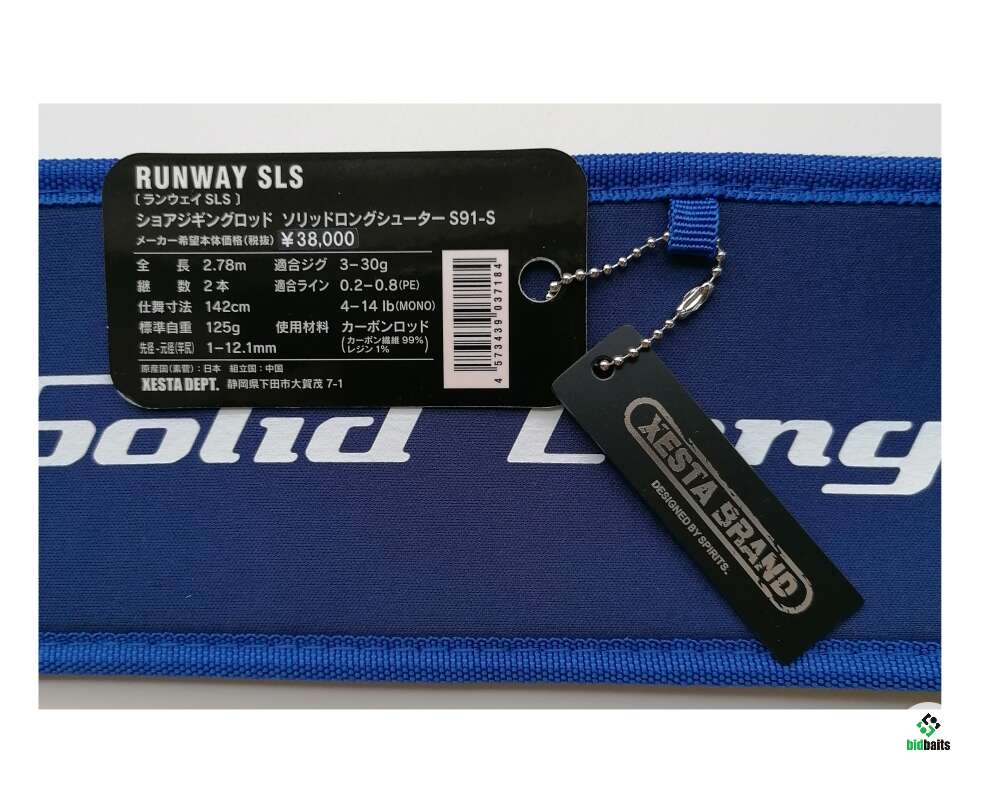 RUNWAY SLS
〔ランウェイSLS〕
ショアジギングロッド ソリッドロングシューター S91-S
メーカー希望本体価格(税抜) ¥38,000
全長 2.78m 適合ジグ 3-30g
継数 2本 適合ライン 0.2-0.8(PE)
仕舞寸法 142cm 4-14 lb(MONO)
標準自重 125g 使用材料 カーボンロッド
先径-元径(竿尻) 1-12.1mm (カーボン繊維 99% レジン 1%)
原産国(素管):日本 組立国:中国
XESTA DEPT. 静岡県下田市大賀茂 7-1
4 573439 037184
Solid Long
XESTA BRAND
DESIGNED BY SPIRITS.
bidbaits